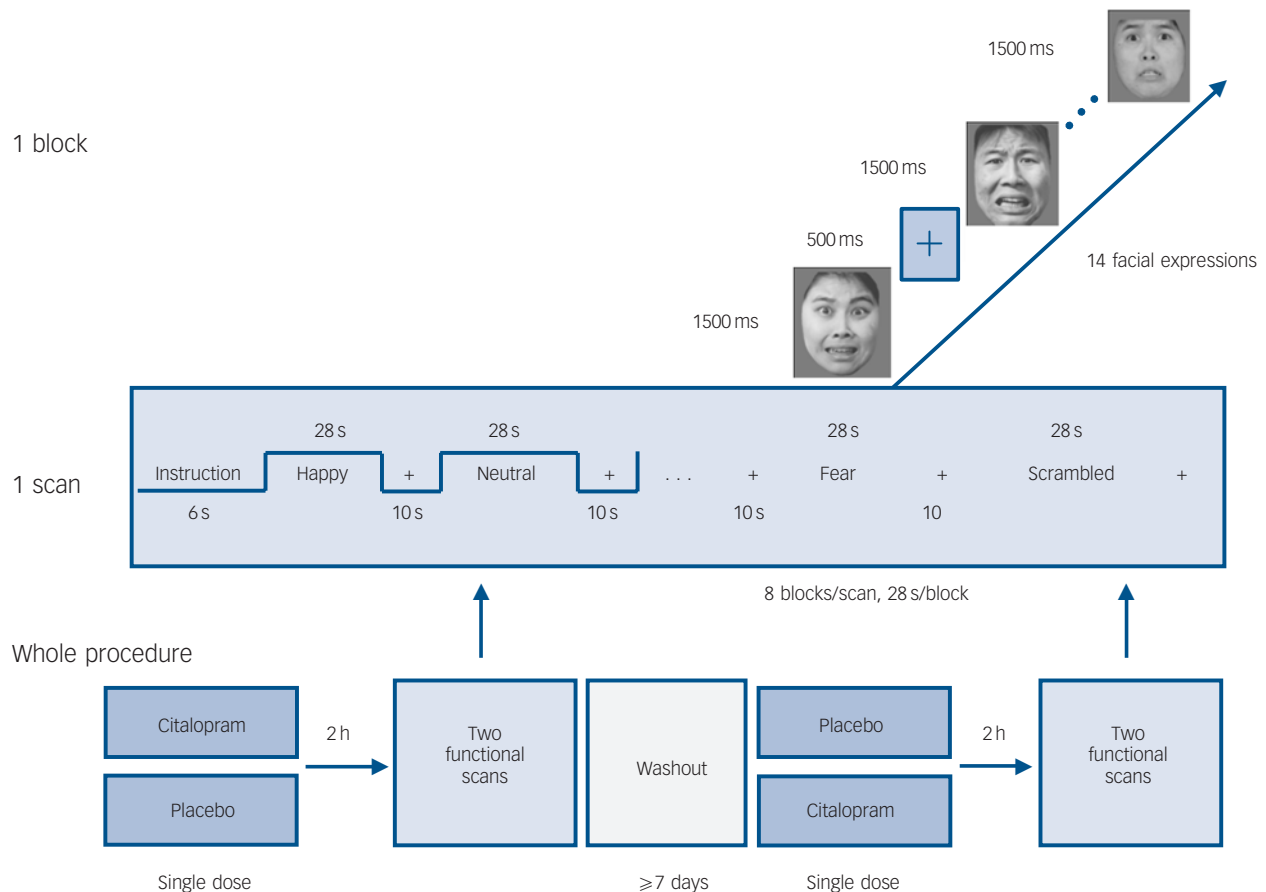 1500 ms
1 block
1500 ms
500 ms
+
14 facial expressions
1500 ms
28 s 28 s 28 s 28 s
1 scan
Instruction Happy + Neutral + . . . + Fear + Scrambled +
6 s 10 s 10 s 10 s 10
8 blocks/scan, 28 s/block
Whole procedure
Citalopram
Placebo
2 h
Two
functional
scans
Washout
Placebo
Citalopram
2 h
Two
functional
scans
Single dose ⩾7 days Single dose